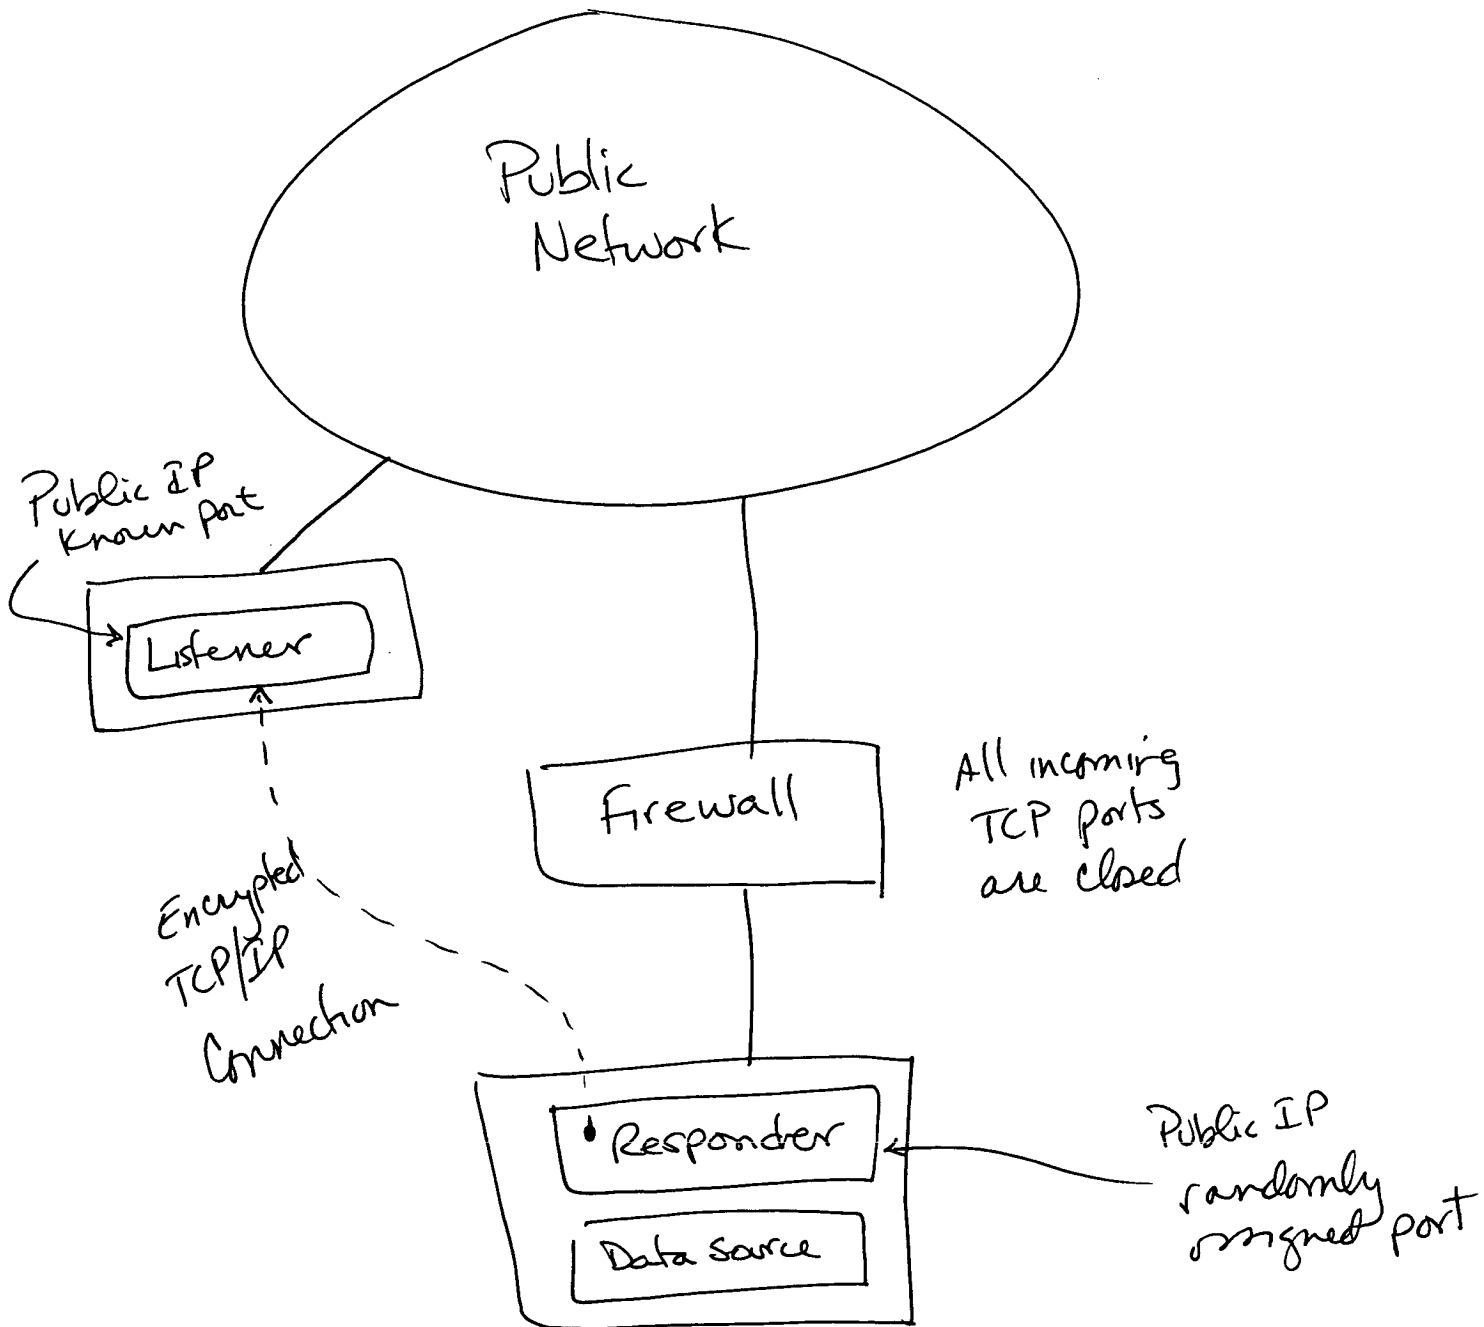 Public
Network
Public IP
Known port
Listener
Firewall
All incoming
TCP ports
are closed
Encrypted
TCP/IP
Connection
Responder
Data source
Public IP
randomly
assigned port